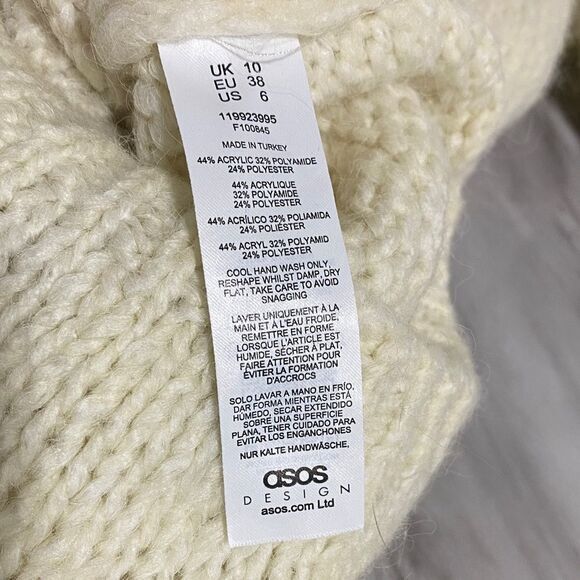 UK 10
EU 38
US 6
119923995
F100845
MADE IN TURKEY
44% ACRYLIC 32% POLYAMIDE
24% POLYESTER
44% ACRYLIQUE
32% POLYAMIDE
24% POLYESTER
44% ACRÍLICO 32% POLIAMIDA
24% POLIÉSTER
44% ACRYL 32% POLYAMID
24% POLYESTER
COOL HAND WASH ONLY,
RESHAPE WHILST DAMP, DRY
FLAT, TAKE CARE TO AVOID
SNAGGING
LAVER UNIQUEMENT À LA
MAIN ET À L'EAU FROIDE,
REMETTRE EN FORME
LORSQUE L'ARTICLE EST
HUMIDE, SÉCHER À PLAT,
FAIRE ATTENTION POUR
ÉVITER LA FORMATION
D'ACCROCS
SOLO LAVAR A MANO EN FRÍO,
DAR FORMA MIENTRAS ESTÁ
HÚMEDO, SECAR EXTENDIDO
SOBRE UNA SUPERFICIE
PLANA, TENER CUIDADO PARA
EVITAR LOS ENGANCHONES
NUR KALTE HANDWÄSCHE,
asos
DESIGN
asos.com Ltd